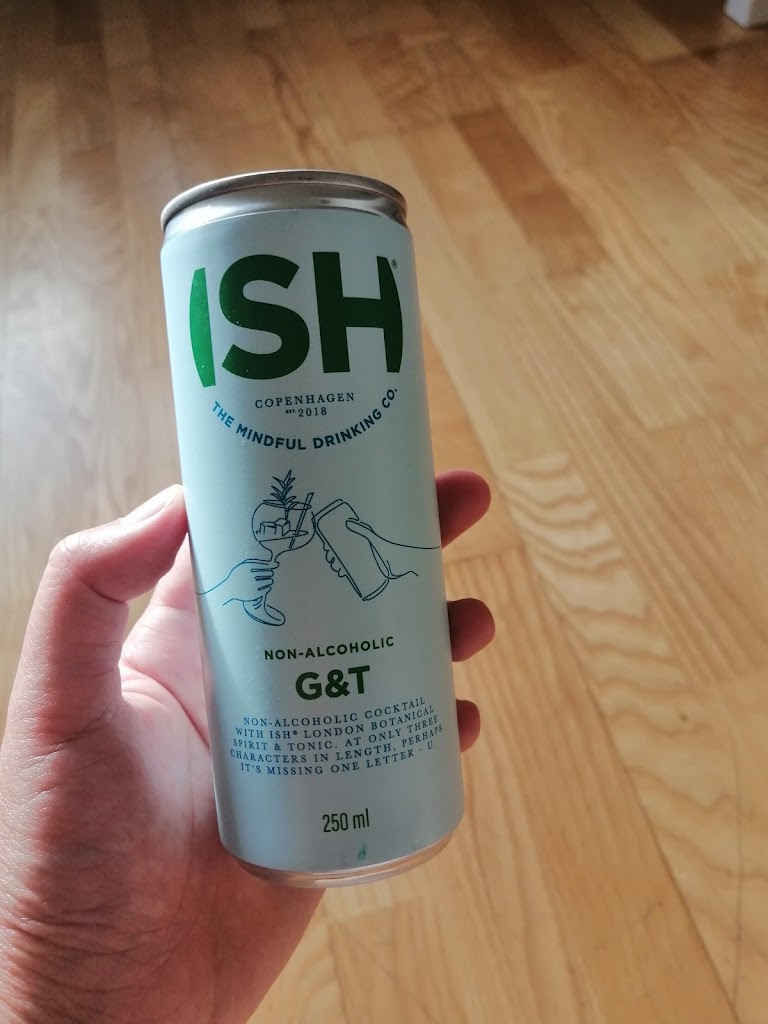 ISH®
COPENHAGEN
EST. 2018
THE MINDFUL DRINKING CO.
NON-ALCOHOLIC
G&T
NON-ALCOHOLIC COCKTAIL
WITH ISH® LONDON BOTANICAL
SPIRIT & TONIC. AT ONLY THREE
CHARACTERS IN LENGTH, PERHAPS
IT'S MISSING ONE LETTER – U.
250 ml